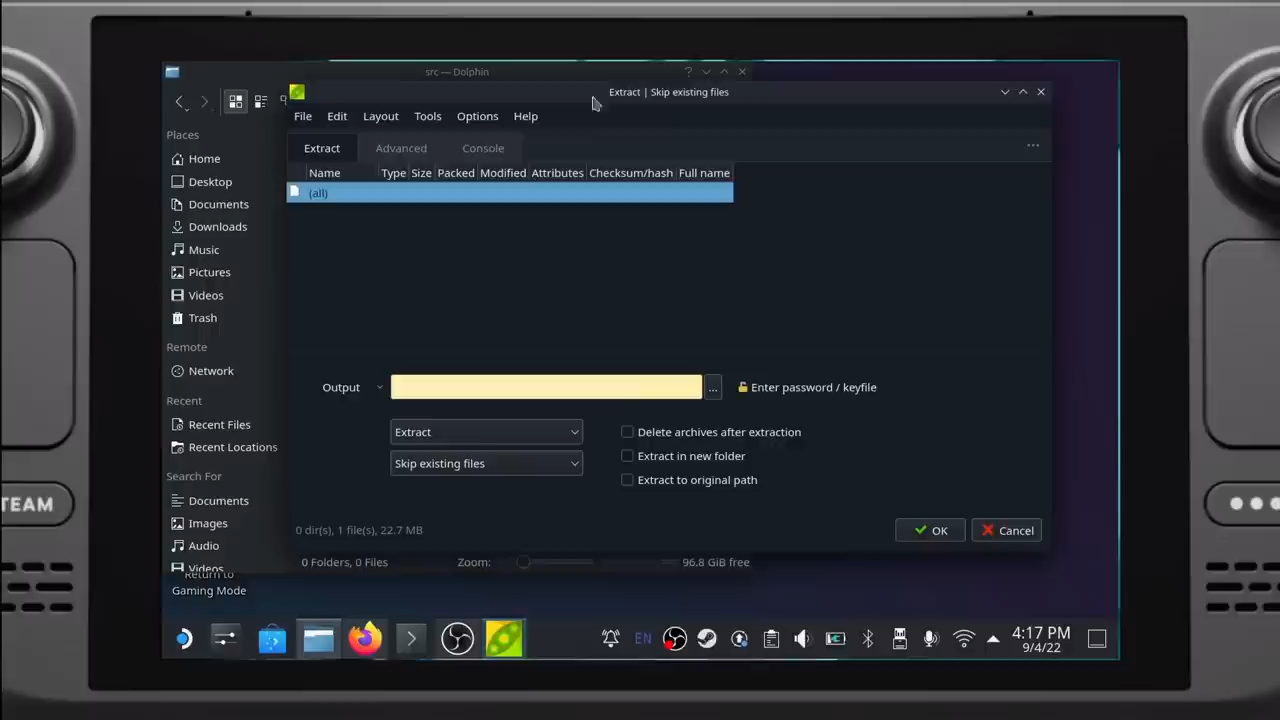 src — Dolphin
Extract | Skip existing files
File Edit Layout Tools Options Help
Extract Advanced Console
Name Type Size Packed Modified Attributes Checksum/hash Full name
(all)
Places
Home
Desktop
Documents
Downloads
Music
Pictures
Videos
Trash
Remote
Network
Recent
Recent Files
Recent Locations
Search For
Documents
Images
Audio
Videos
Output
...
Enter password / keyfile
Extract
Skip existing files
Delete archives after extraction
Extract in new folder
Extract to original path
0 dir(s), 1 file(s), 22.7 MB
OK
Cancel
0 Folders, 0 Files
Zoom:
96.8 GiB free
Return to
Gaming Mode
TEAM
EN
4:17 PM
9/4/22